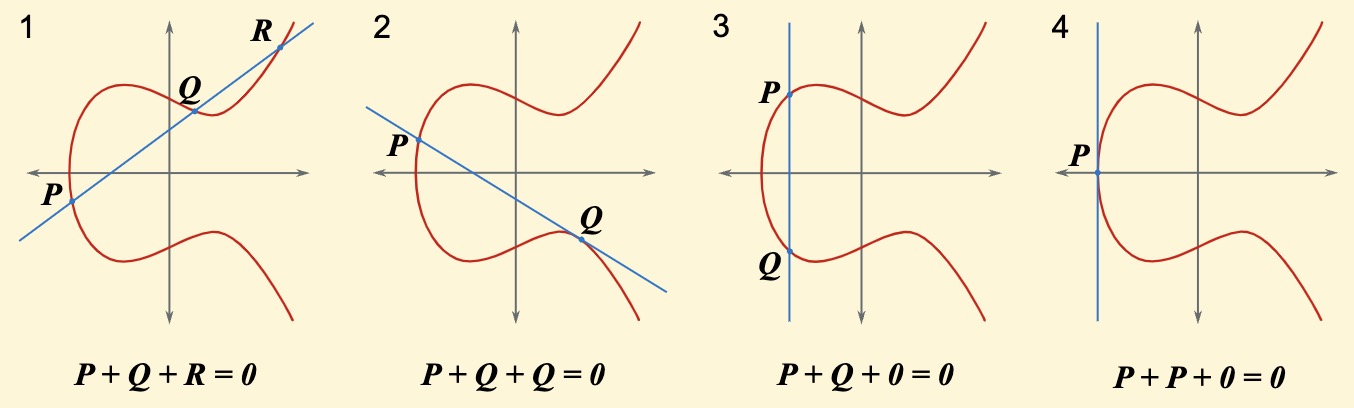 1
R
Q
P
P + Q + R = 0
2
P
Q
P + Q + Q = 0
3
P
Q
P + Q + 0 = 0
4
P
P + P + 0 = 0